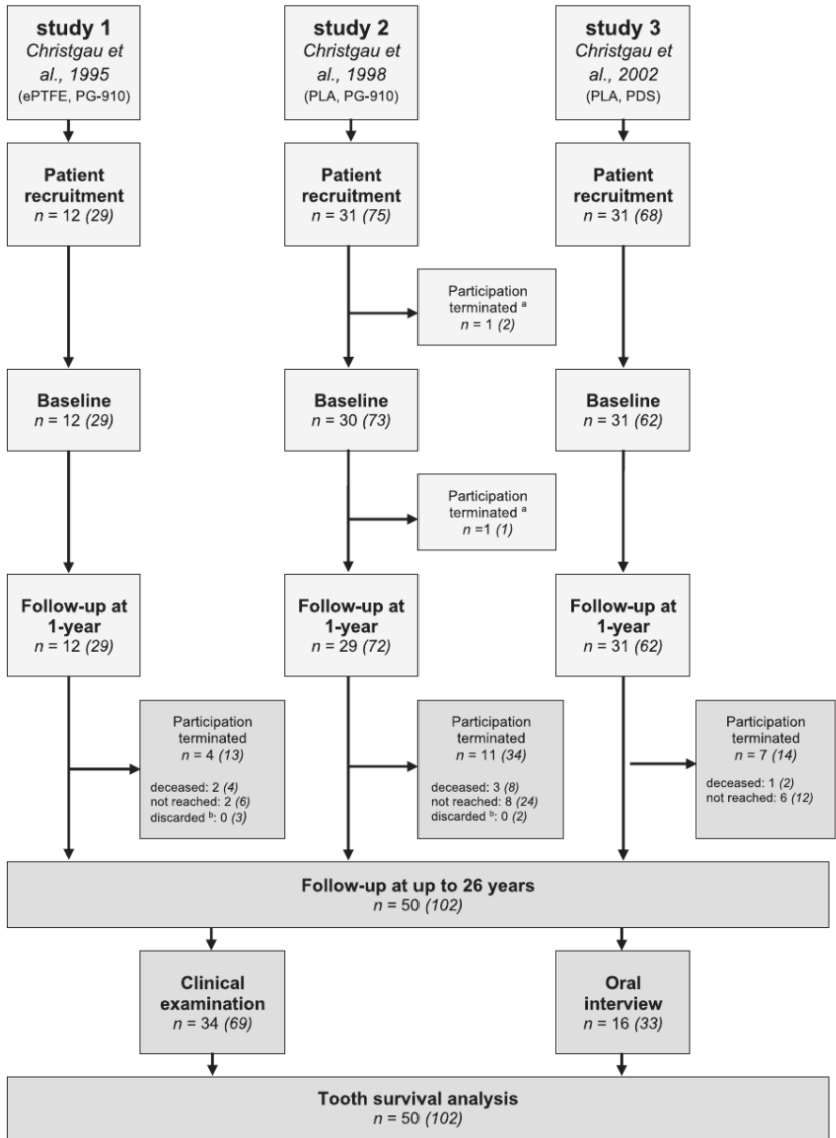 study 1
Christgau et
al., 1995
(ePTFE, PG-910)
study 2
Christgau et
al., 1998
(PLA, PG-910)
study 3
Christgau et
al., 2002
(PLA, PDS)
Patient
recruitment
n = 12 (29)
Patient
recruitment
n = 31 (75)
Patient
recruitment
n = 31 (68)
Participation
terminated ᵃ
n = 1 (2)
Baseline
n = 12 (29)
Baseline
n = 30 (73)
Baseline
n = 31 (62)
Participation
terminated ᵃ
n =1 (1)
Follow-up at
1-year
n = 12 (29)
Follow-up at
1-year
n = 29 (72)
Follow-up at
1-year
n = 31 (62)
Participation
terminated
n = 4 (13)
deceased: 2 (4)
not reached: 2 (6)
discarded ᵇ: 0 (3)
Participation
terminated
n = 11 (34)
deceased: 3 (8)
not reached: 8 (24)
discarded ᵇ: 0 (2)
Participation
terminated
n = 7 (14)
deceased: 1 (2)
not reached: 6 (12)
Follow-up at up to 26 years
n = 50 (102)
Clinical
examination
n = 34 (69)
Oral
interview
n = 16 (33)
Tooth survival analysis
n = 50 (102)